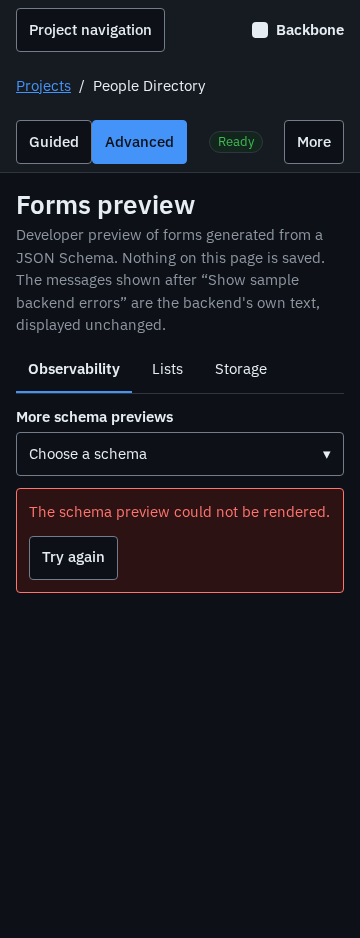 Project navigation
Backbone
Projects / People Directory
Guided
Advanced
Ready
More
Forms preview
Developer preview of forms generated from a
JSON Schema. Nothing on this page is saved.
The messages shown after “Show sample
backend errors” are the backend's own text,
displayed unchanged.
Observability
Lists
Storage
More schema previews
Choose a schema
The schema preview could not be rendered.
Try again